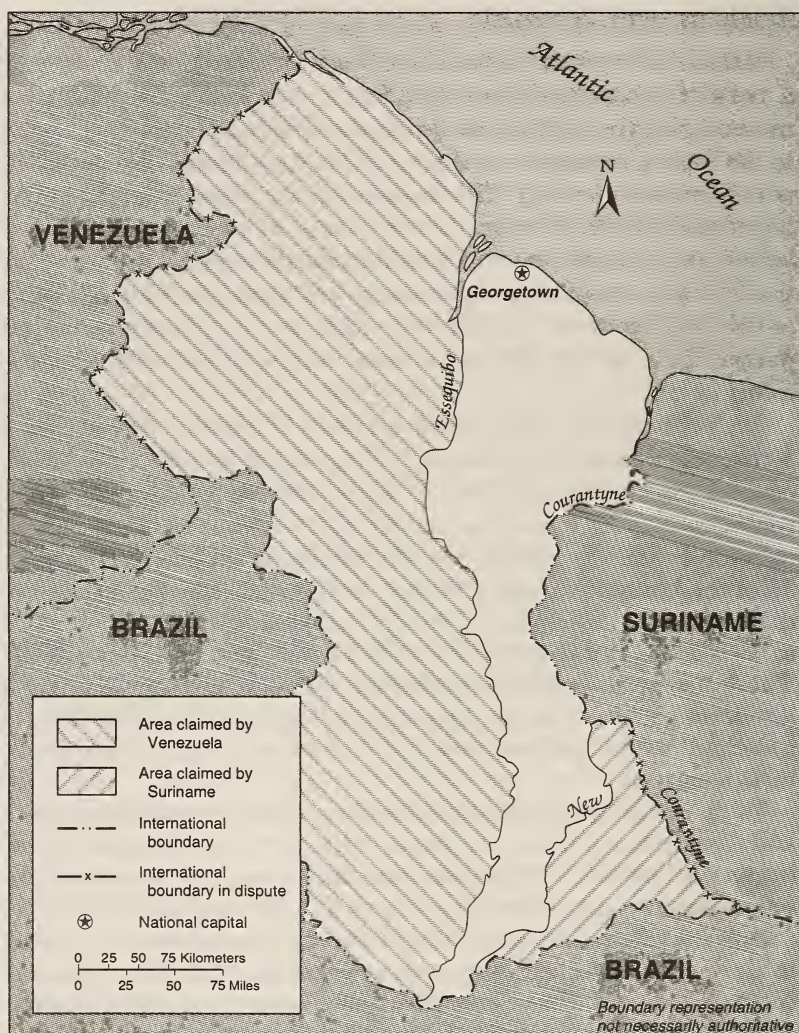 Atlantic
Ocean
N
VENEZUELA
Georgetown
Essequibo
Courantyne
BRAZIL
SURINAME
New
Courantyne
Area claimed by
Venezuela
Area claimed by
Suriname
International
boundary
International
boundary in dispute
National capital
0 25 50 75 Kilometers
0 25 50 75 Miles
BRAZIL
Boundary representation
not necessarily authoritative